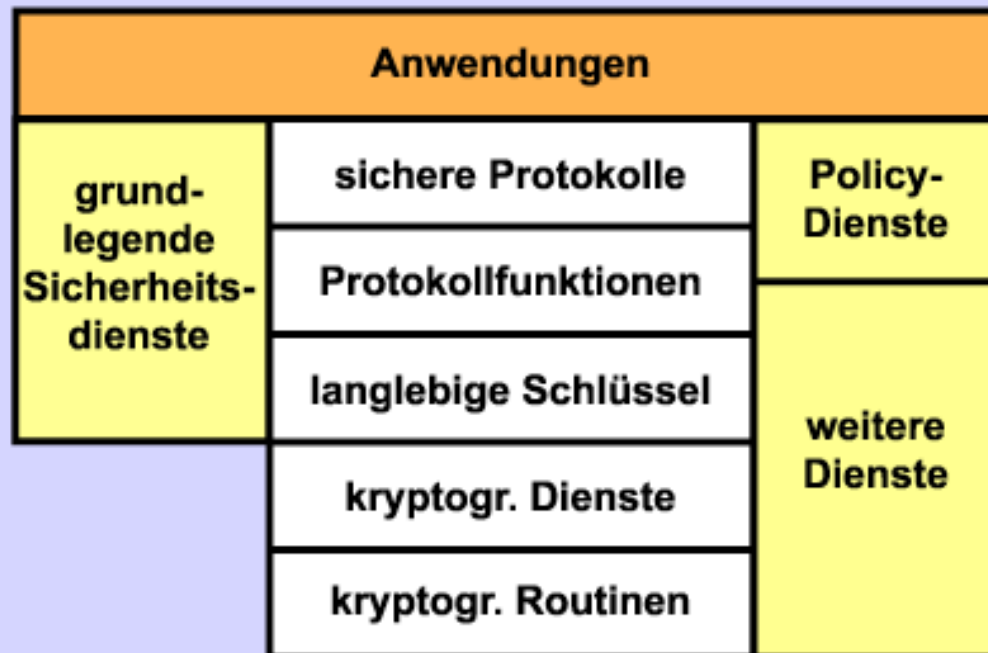 Anwendungen
grund-
legende
Sicherheits-
dienste
sichere Protokolle
Protokollfunktionen
langlebige Schlüssel
kryptogr. Dienste
kryptogr. Routinen
Policy-
Dienste
weitere
Dienste